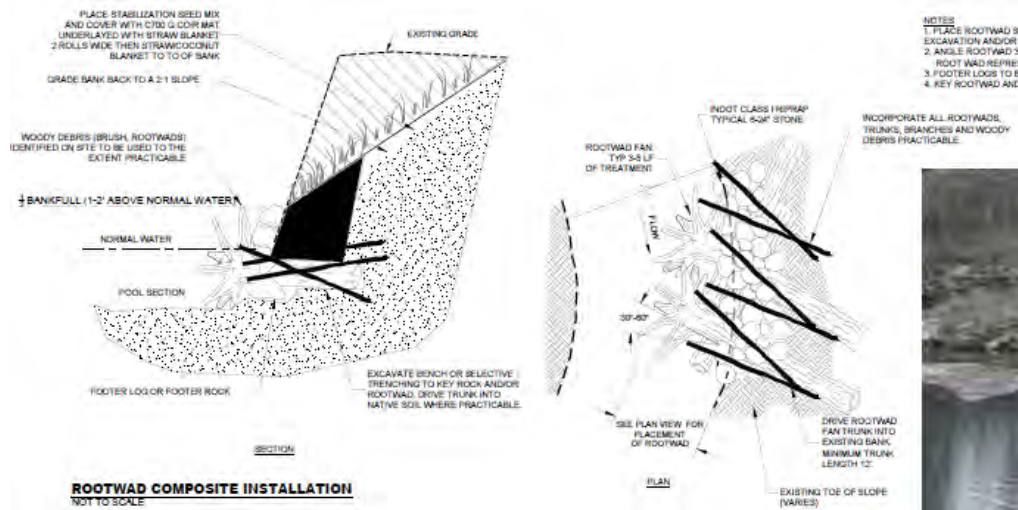 PLACE STABILIZATION SEED MIX
AND COVER WITH C700 G COIR MAT
UNDERLAYED WITH STRAW BLANKET
2 ROLLS WIDE THEN STRAW/COCONUT
BLANKET TO TO OF BANK
EXISTING GRADE
GRADE BANK BACK TO A 2:1 SLOPE
WOODY DEBRIS (BRUSH, ROOTWADS)
IDENTIFIED ON SITE TO BE USED TO THE
EXTENT PRACTICABLE
BANKFULL (1-2' ABOVE NORMAL WATER)
NORMAL WATER
POOL SECTION
FOOTER LOG OR FOOTER ROCK
EXCAVATE BENCH OR SELECTIVE
TRENCHING TO KEY ROCK AND/OR
ROOTWAD. DRIVE TRUNK INTO
NATIVE SOIL WHERE PRACTICABLE.
SECTION
ROOTWAD COMPOSITE INSTALLATION
NOT TO SCALE
INDOT CLASS I RIPRAP
TYPICAL 6-24" STONE
ROOTWAD FAN
TYP 3-5 LF
OF TREATMENT
INCORPORATE ALL ROOTWADS,
TRUNKS, BRANCHES AND WOODY
DEBRIS PRACTICABLE.
FLOW
30°-60°
SEE PLAN VIEW FOR
PLACEMENT
OF ROOTWAD
DRIVE ROOTWAD
FAN TRUNK INTO
EXISTING BANK.
MINIMUM TRUNK
LENGTH 12'
PLAN
EXISTING TOE OF SLOPE
(VARIES)
NOTES
1. PLACE ROOTWAD
EXCAVATION AND/OR
2. ANGLE ROOTWAD
ROOT WAD
3. FOOTER LOGS TO
4. KEY ROOTWAD AND